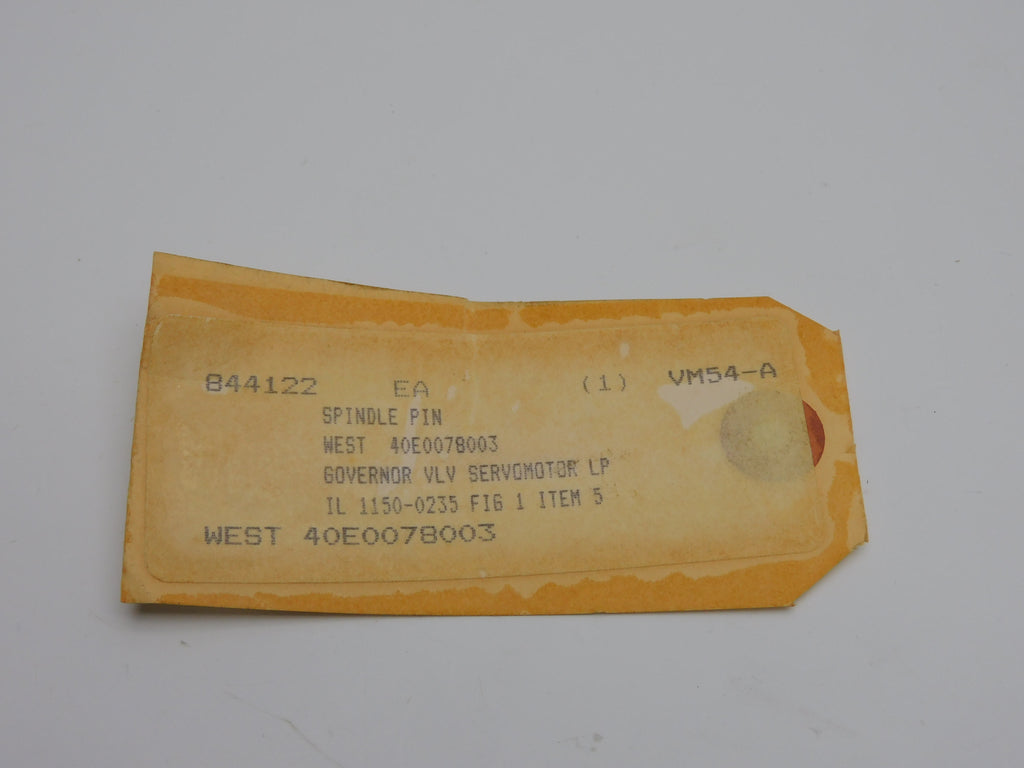 844122 EA (1) VM54-A
SPINDLE PIN
WEST 40E0078003
GOVERNOR VLV SERVOMOTOR LP
IL 1150-0235 FIG 1 ITEM 5
WEST 40E0078003